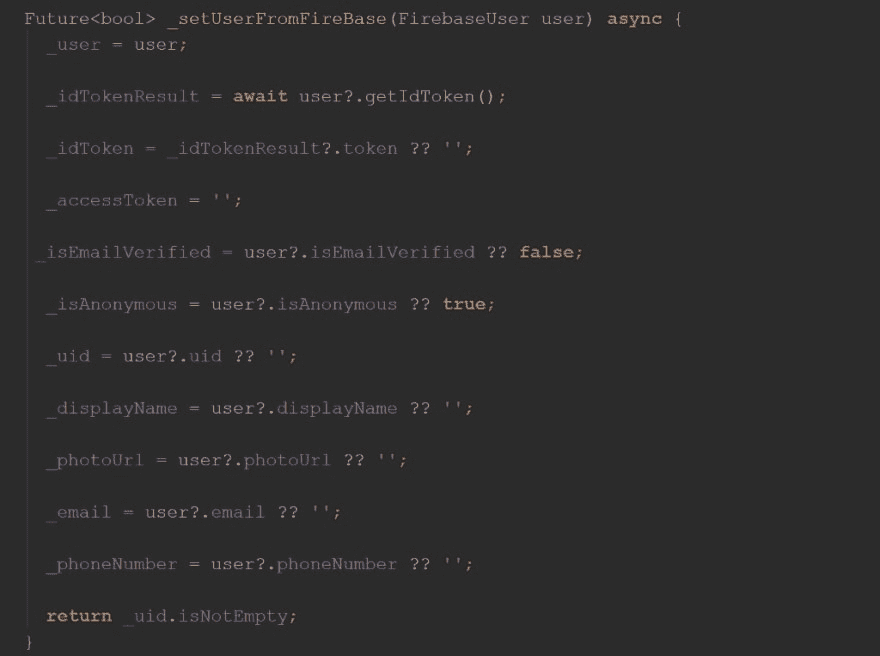 Future<bool> _setUserFromFireBase(FirebaseUser user) async {
_user = user;
_idTokenResult = await user?.getIdToken();
_idToken = _idTokenResult?.token ?? '';
_accessToken = '';
_isEmailVerified = user?.isEmailVerified ?? false;
_isAnonymous = user?.isAnonymous ?? true;
_uid = user?.uid ?? '';
_displayName = user?.displayName ?? '';
_photoUrl = user?.photoUrl ?? '';
_email = user?.email ?? '';
_phoneNumber = user?.phoneNumber ?? '';
return _uid.isNotEmpty;
}